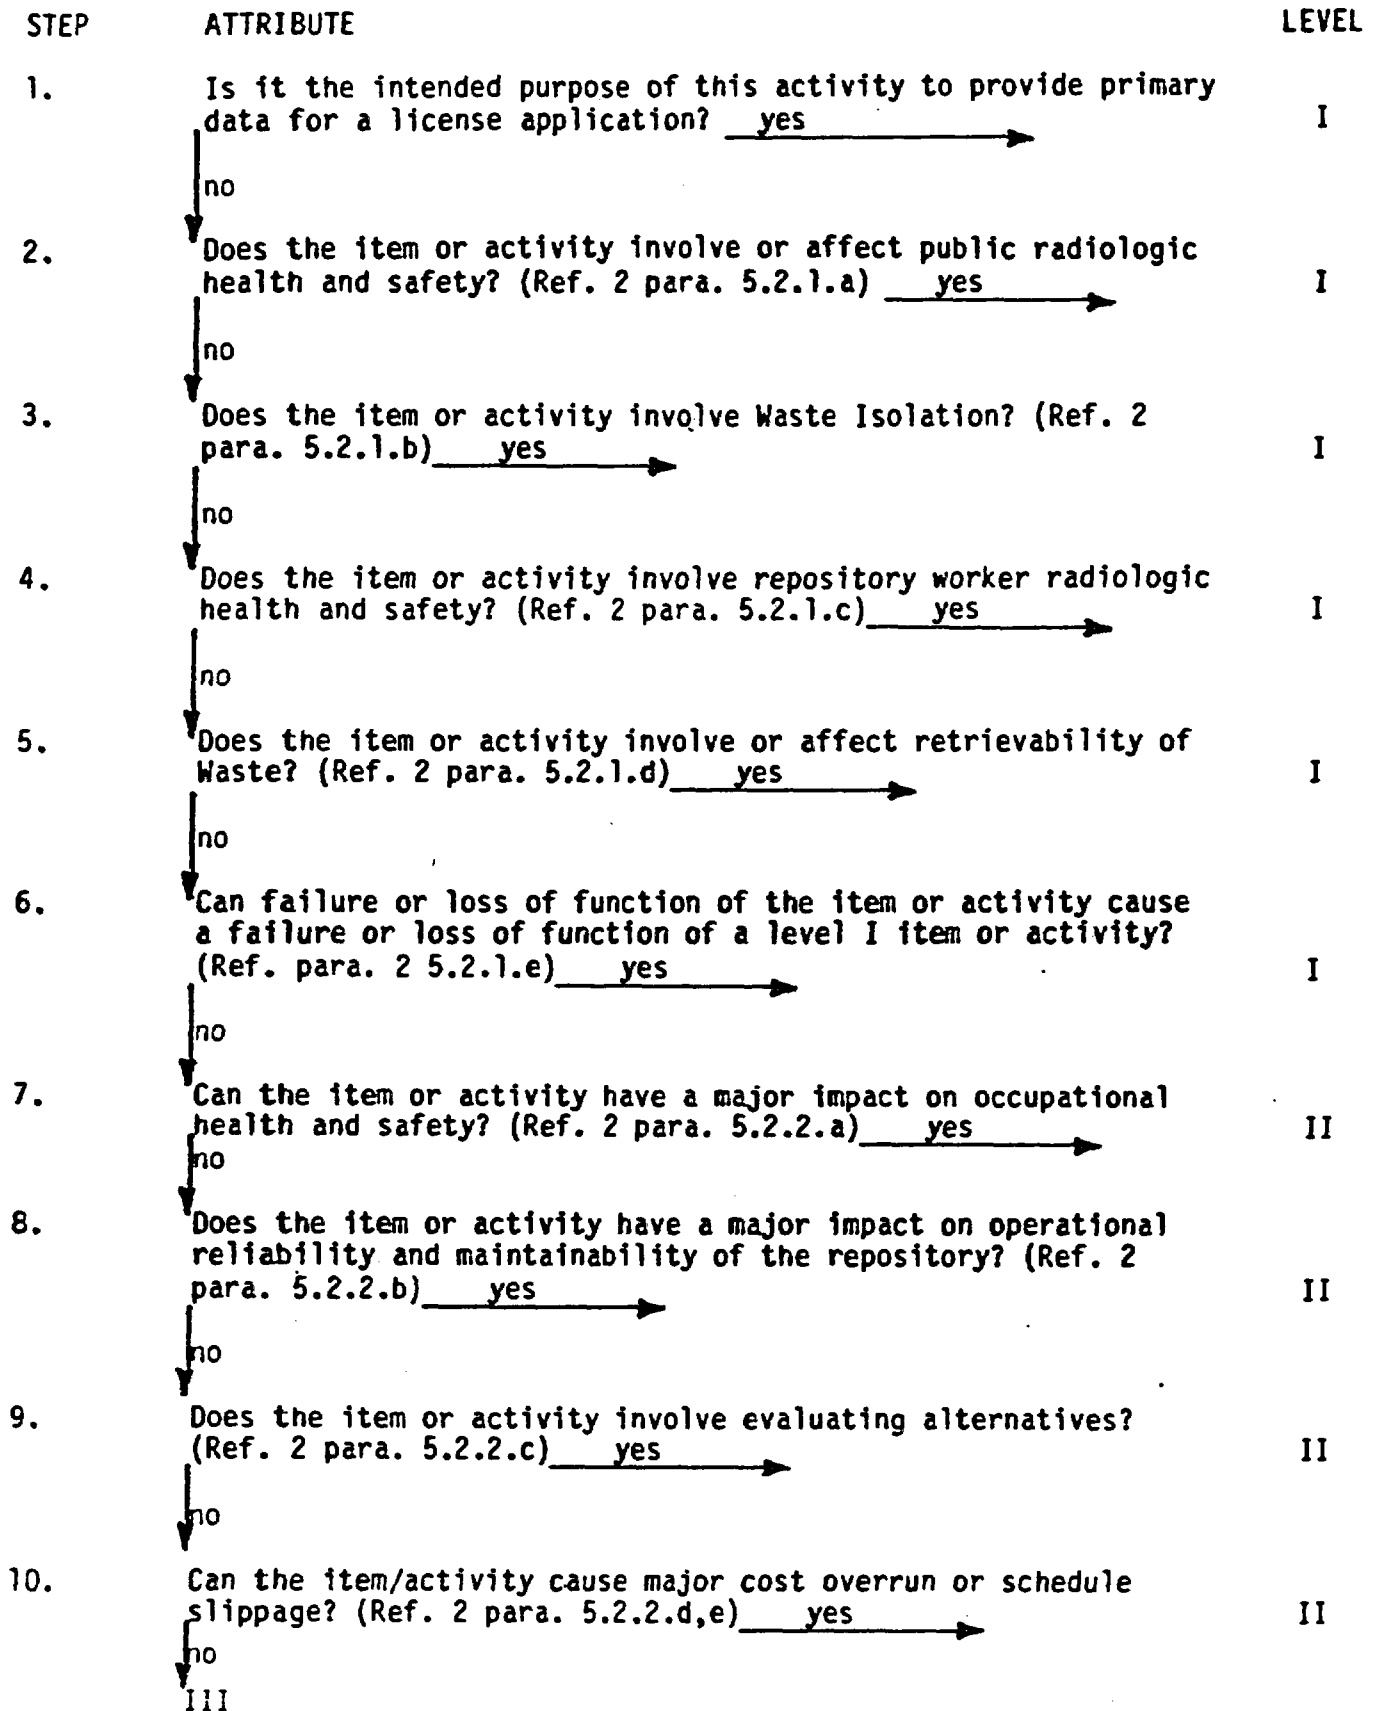 STEP ATTRIBUTE LEVEL
1. Is it the intended purpose of this activity to provide primary
data for a license application? yes I
no
2. Does the item or activity involve or affect public radiologic
health and safety? (Ref. 2 para. 5.2.1.a) yes I
no
3. Does the item or activity involve Waste Isolation? (Ref. 2
para. 5.2.1.b) yes I
no
4. Does the item or activity involve repository worker radiologic
health and safety? (Ref. 2 para. 5.2.1.c) yes I
no
5. Does the item or activity involve or affect retrievability of
Waste? (Ref. 2 para. 5.2.1.d) yes I
no
6. Can failure or loss of function of the item or activity cause
a failure or loss of function of a level I item or activity?
(Ref. para. 2 5.2.1.e) yes I
no
7. Can the item or activity have a major impact on occupational
health and safety? (Ref. 2 para. 5.2.2.a) yes II
no
8. Does the item or activity have a major impact on operational
reliability and maintainability of the repository? (Ref. 2
para. 5.2.2.b) yes II
no
9. Does the item or activity involve evaluating alternatives?
(Ref. 2 para. 5.2.2.c) yes II
no
10. Can the item/activity cause major cost overrun or schedule
slippage? (Ref. 2 para. 5.2.2.d,e) yes II
no
III